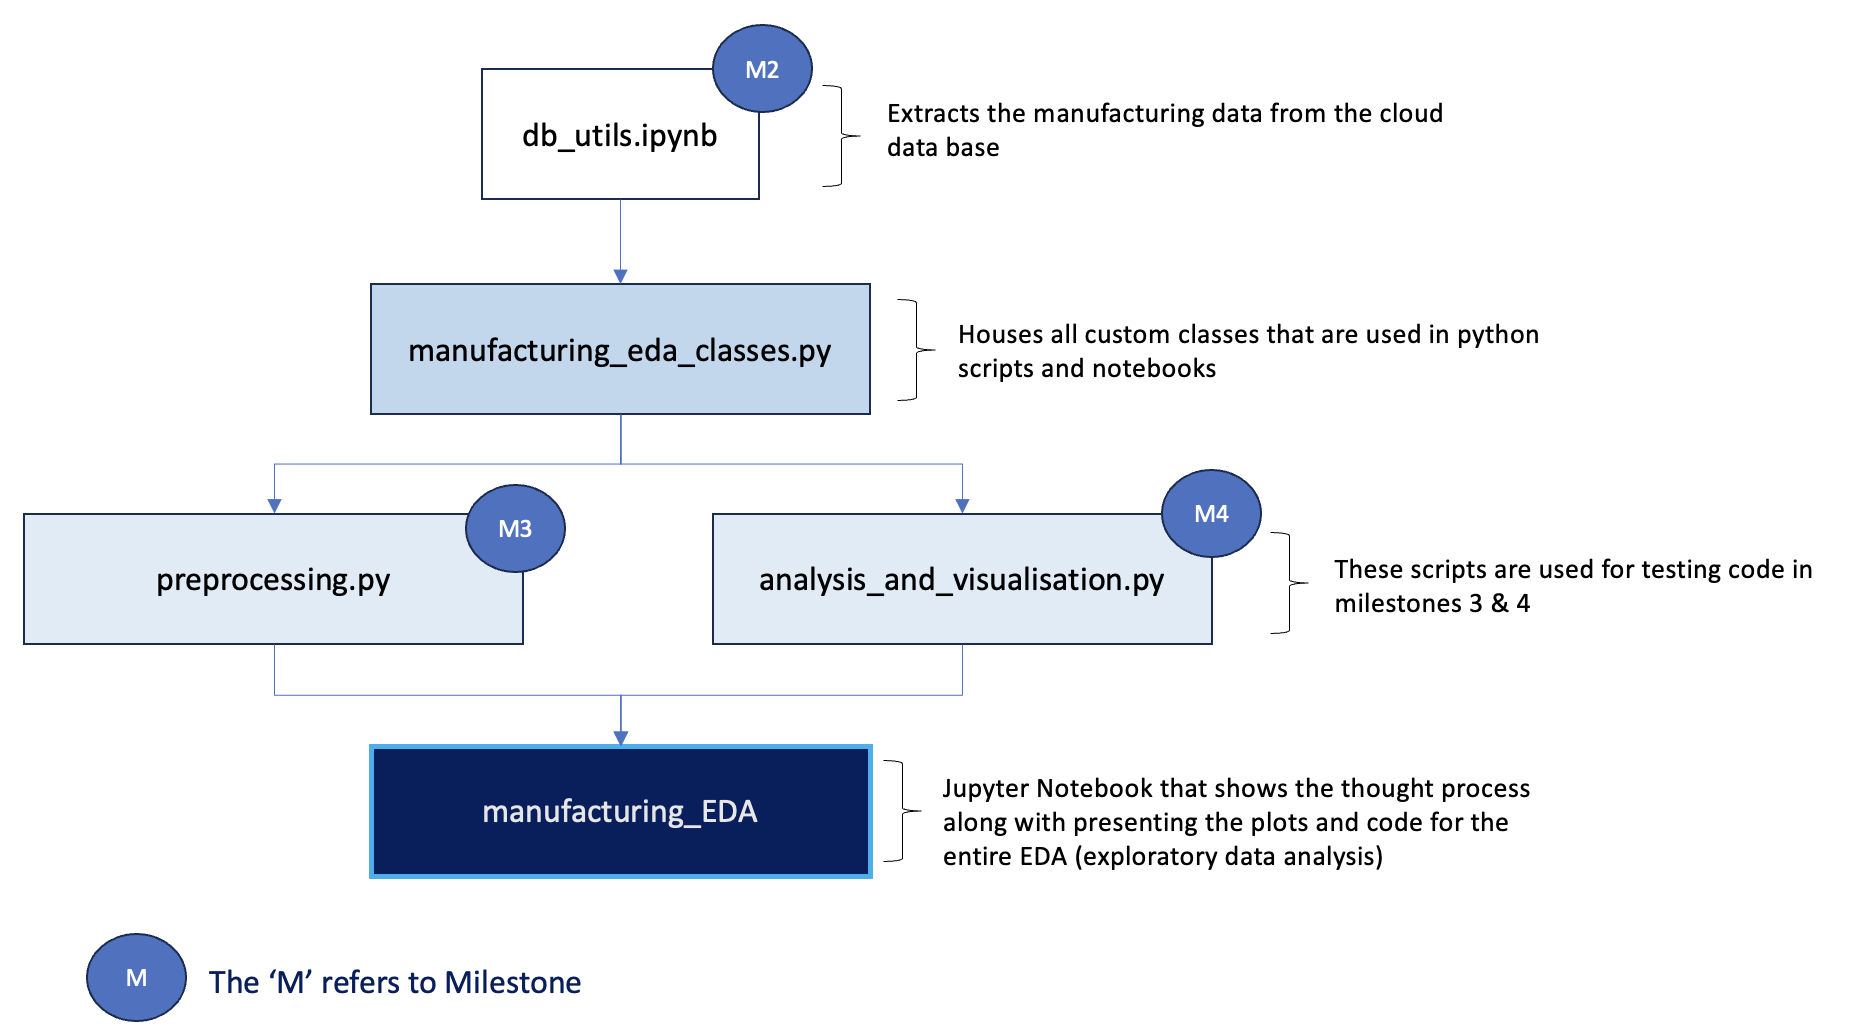 M2
db_utils.ipynb
Extracts the manufacturing data from the cloud
data base
manufacturing_eda_classes.py
Houses all custom classes that are used in python
scripts and notebooks
M3
preprocessing.py
M4
analysis_and_visualisation.py
These scripts are used for testing code in
milestones 3 & 4
manufacturing_EDA
Jupyter Notebook that shows the thought process
along with presenting the plots and code for the
entire EDA (exploratory data analysis)
M
The ‘M’ refers to Milestone